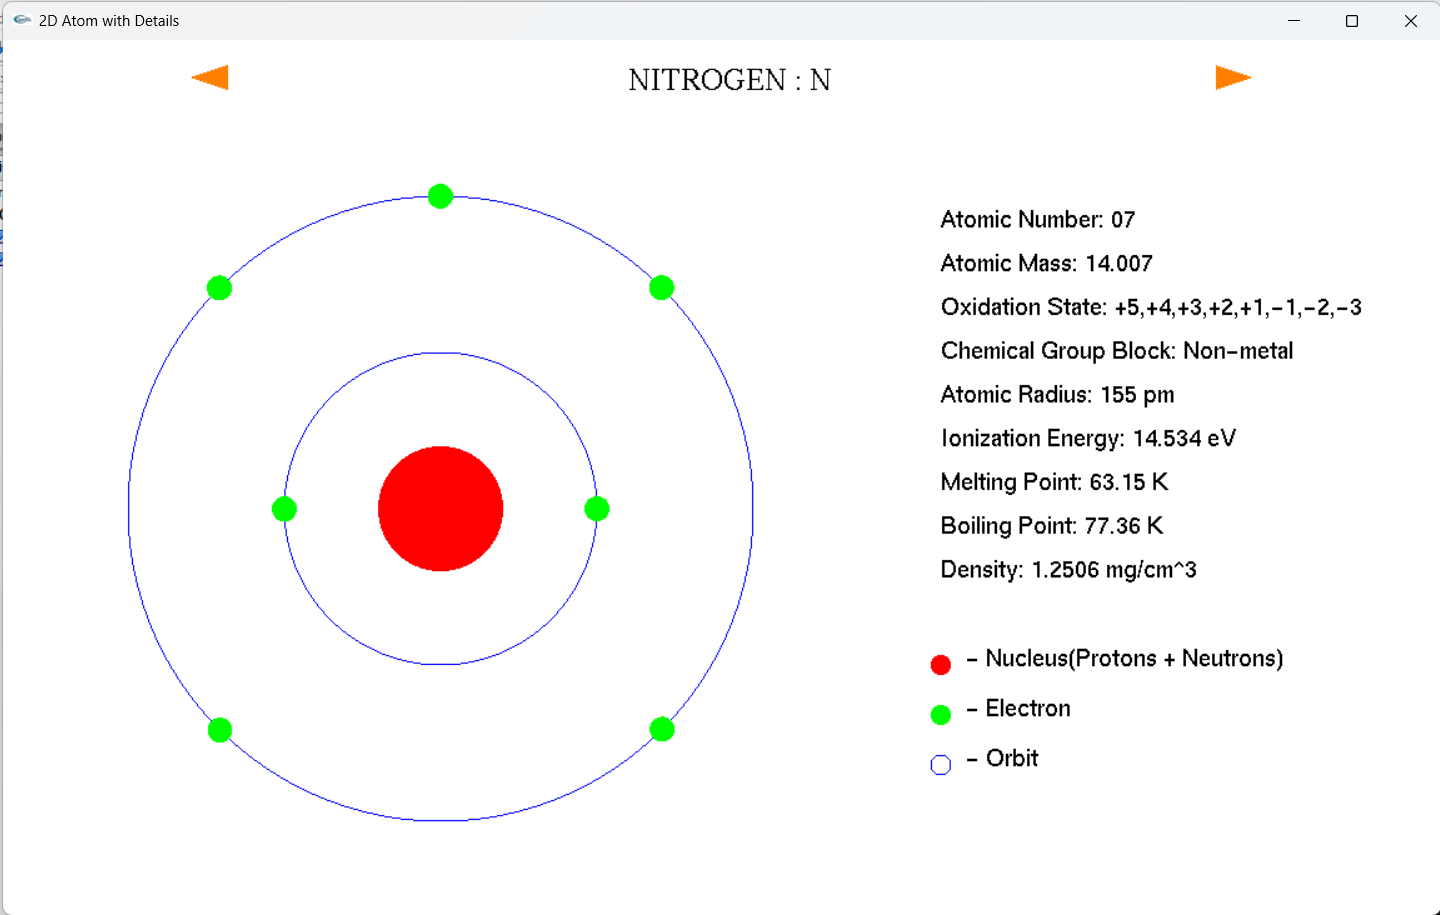 2D Atom with Details
NITROGEN : N
Atomic Number: 07
Atomic Mass: 14.007
Oxidation State: +5,+4,+3,+2,+1,-1,-2,-3
Chemical Group Block: Non-metal
Atomic Radius: 155 pm
Ionization Energy: 14.534 eV
Melting Point: 63.15 K
Boiling Point: 77.36 K
Density: 1.2506 mg/cm^3
- Nucleus(Protons + Neutrons)
- Electron
- Orbit